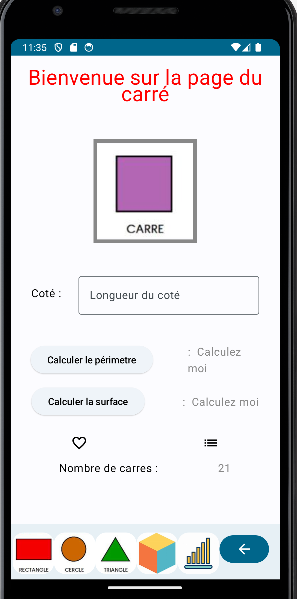 11:35
Bienvenue sur la page du
carré
CARRE
Coté :
Longueur du coté
Calculer le périmetre
: Calculez
moi
Calculer la surface
: Calculez moi
Nombre de carres :
21
RECTANGLE
CERCLE
TRIANGLE